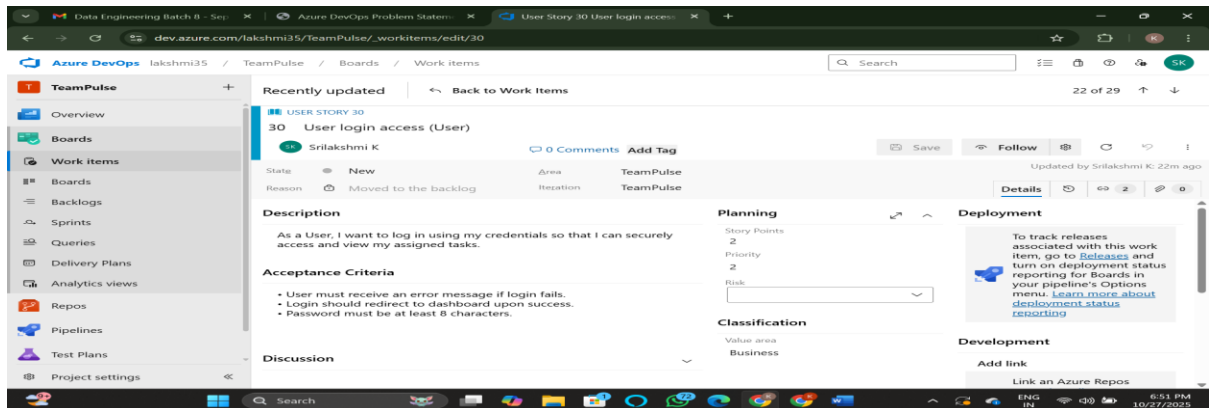 Data Engineering Batch 8 - Sep
Azure DevOps Problem Statem
User Story 30 User login access
dev.azure.com/lakshmi35/TeamPulse/_workitems/edit/30
K
Azure DevOps lakshmi35 / TeamPulse / Boards / Work items
Search
SK
T TeamPulse
Recently updated
Back to Work Items
22 of 29
Overview
Boards
Work items
Boards
Backlogs
Sprints
Queries
Delivery Plans
Analytics views
Repos
Pipelines
Test Plans
Project settings
USER STORY 30
30 User login access (User)
SK Srilakshmi K
0 Comments Add Tag
Save
Follow
State New
Area TeamPulse
Updated by Srilakshmi K: 22m ago
Reason Moved to the backlog
Iteration TeamPulse
Details
2
0
Description
As a User, I want to log in using my credentials so that I can securely
access and view my assigned tasks.
Acceptance Criteria
• User must receive an error message if login fails.
• Login should redirect to dashboard upon success.
• Password must be at least 8 characters.
Discussion
Planning
Story Points
2
Priority
2
Risk
Classification
Value area
Business
Deployment
To track releases
associated with this work
item, go to Releases and
turn on deployment status
reporting for Boards in
your pipeline's Options
menu. Learn more about
deployment status
reporting
Development
Add link
Link an Azure Repos
Search
ENG
IN
6:51 PM
10/27/2025